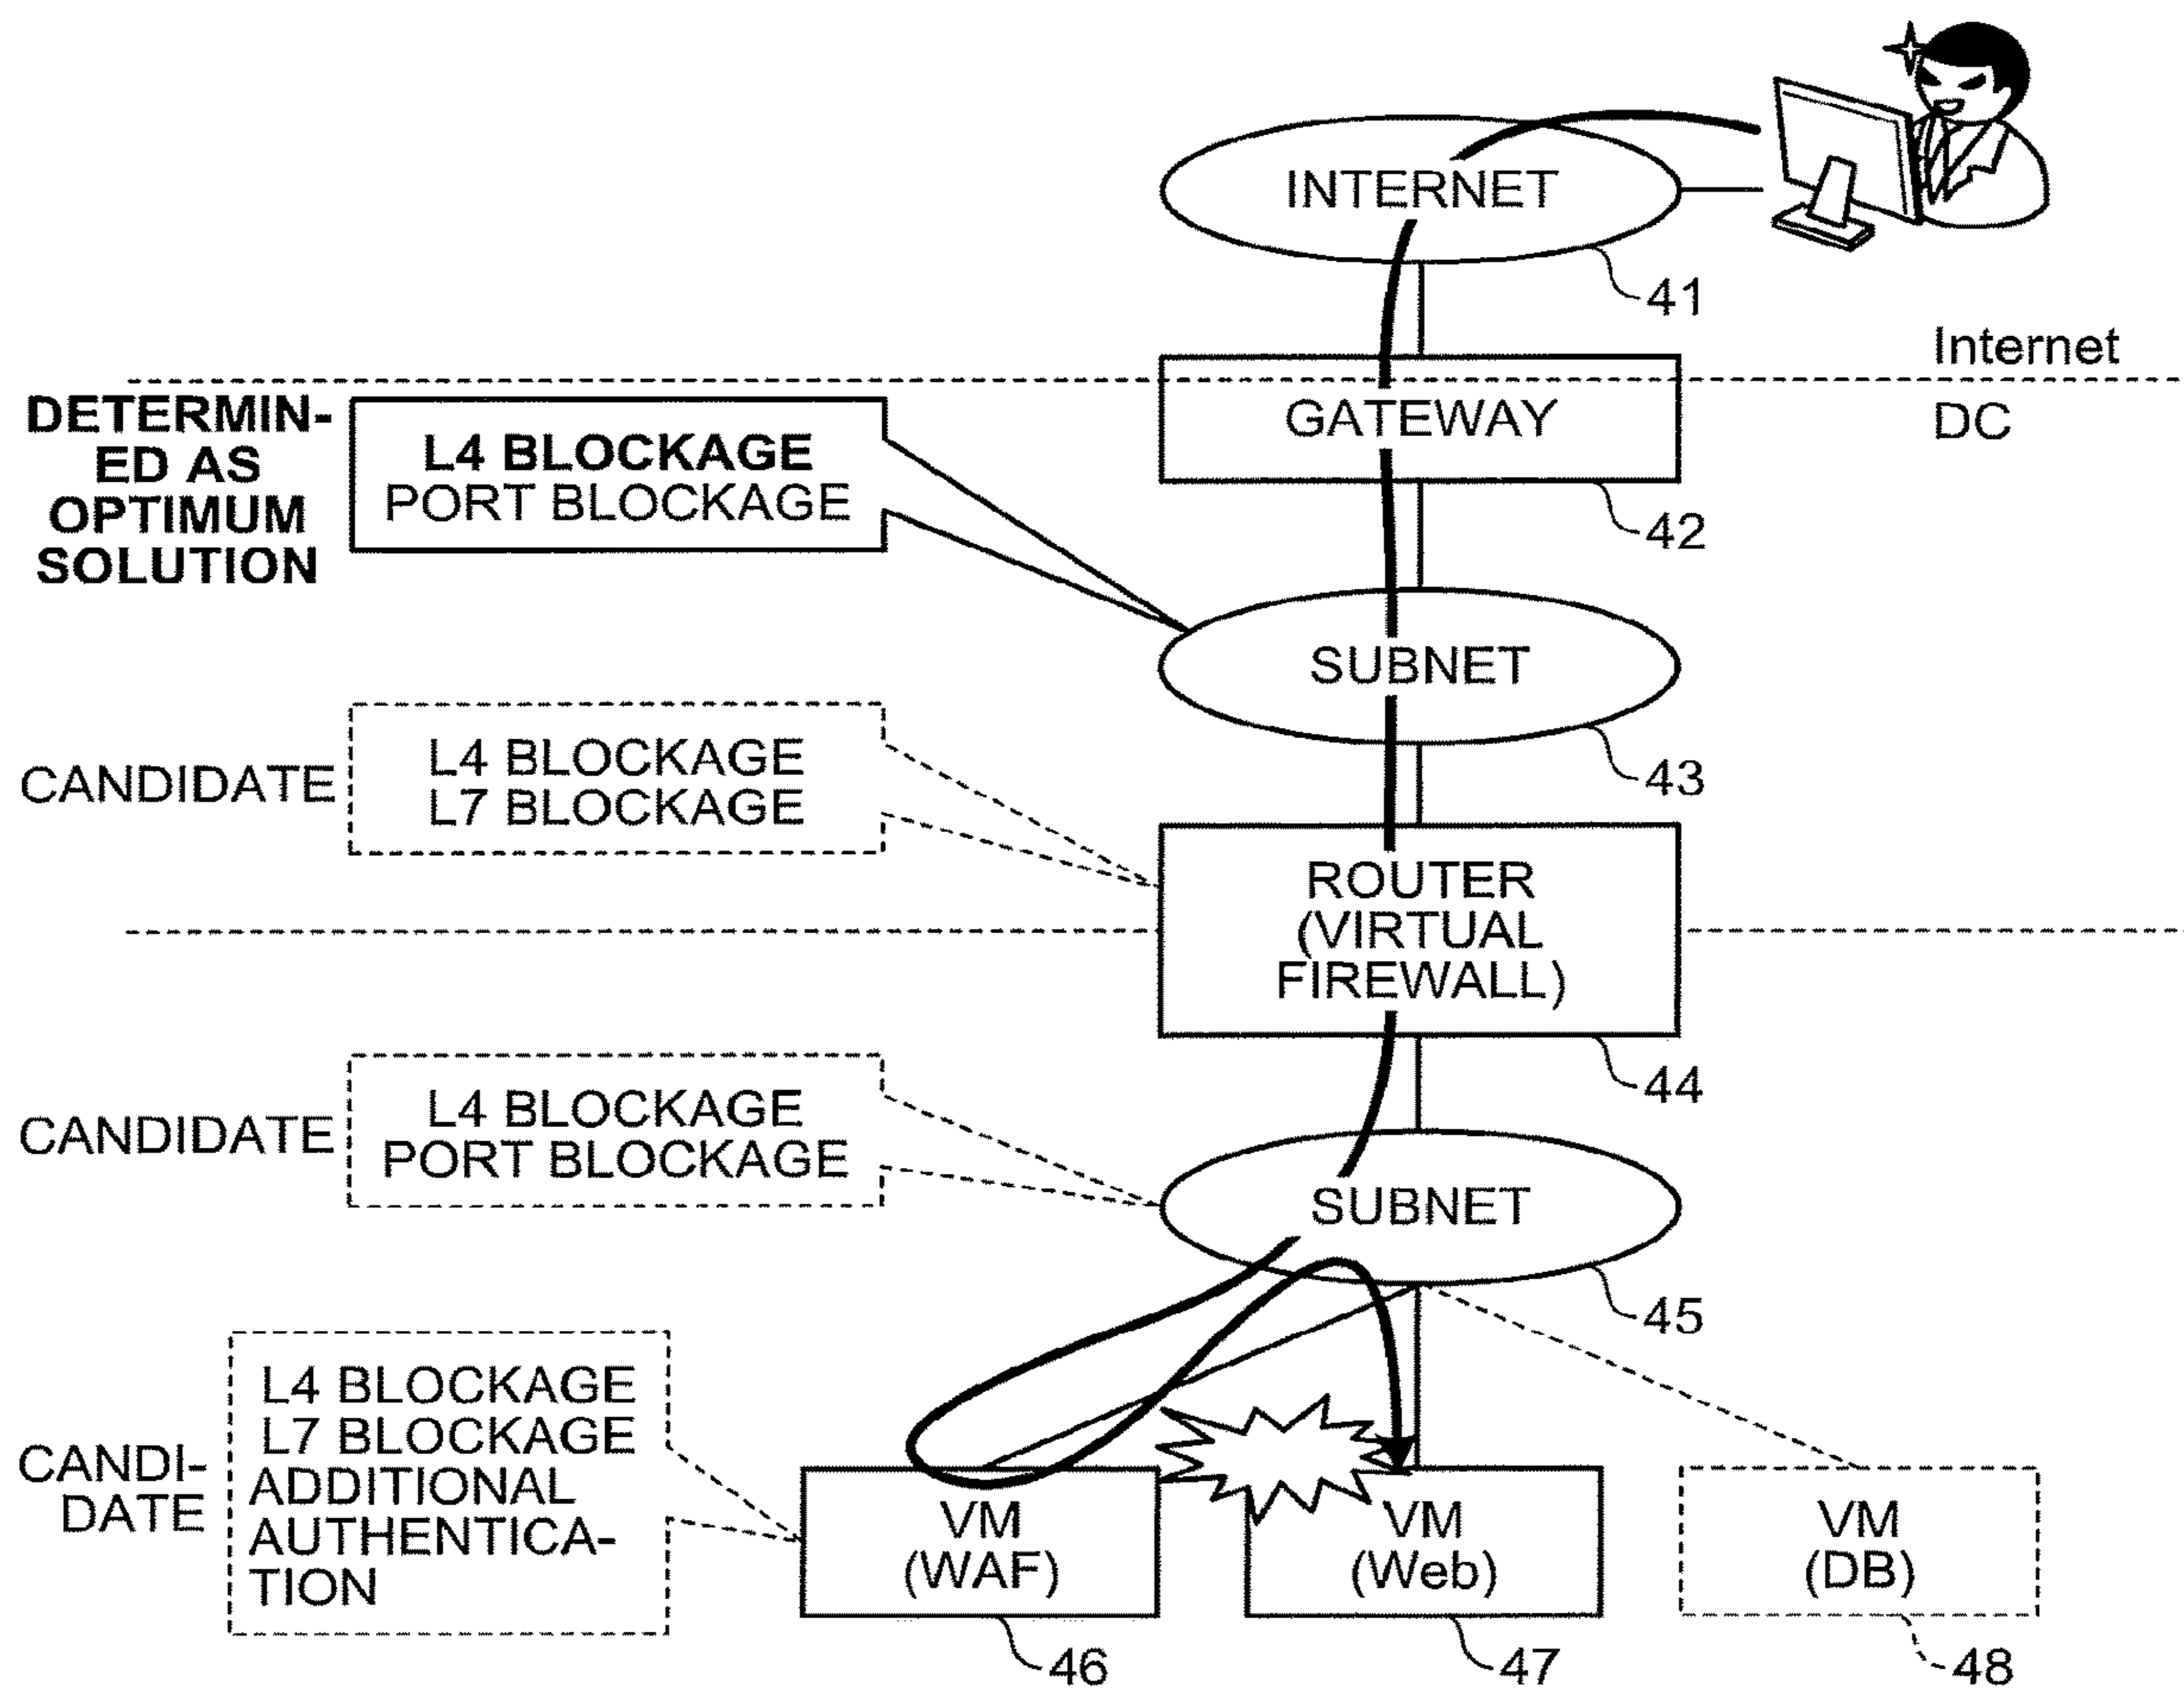 INTERNET
41
Internet
DC
GATEWAY
42
DETERMIN-
ED AS
OPTIMUM
SOLUTION
L4 BLOCKAGE
PORT BLOCKAGE
SUBNET
43
CANDIDATE
L4 BLOCKAGE
L7 BLOCKAGE
ROUTER
(VIRTUAL
FIREWALL)
44
CANDIDATE
L4 BLOCKAGE
PORT BLOCKAGE
SUBNET
45
CANDI-
DATE
L4 BLOCKAGE
L7 BLOCKAGE
ADDITIONAL
AUTHENTICA-
TION
VM
(WAF)
46
VM
(Web)
47
VM
(DB)
48